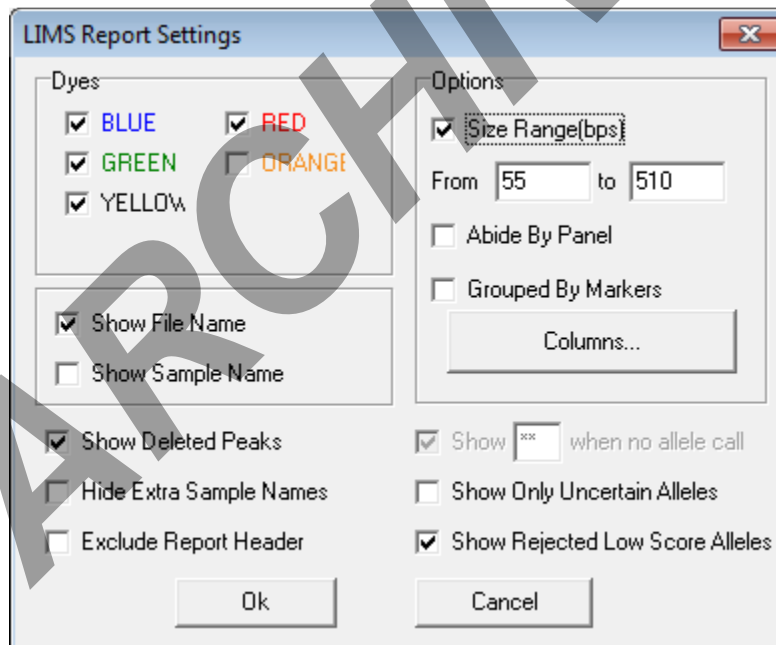 LIMS Report Settings
Dyes
BLUE
RED
GREEN
ORANGE
YELLOW
Show File Name
Show Sample Name
Options
Size Range(bps)
From 55 to 510
Abide By Panel
Grouped By Markers
Columns...
Show Deleted Peaks
Hide Extra Sample Names
Exclude Report Header
Show ** when no allele call
Show Only Uncertain Alleles
Show Rejected Low Score Alleles
Ok
Cancel